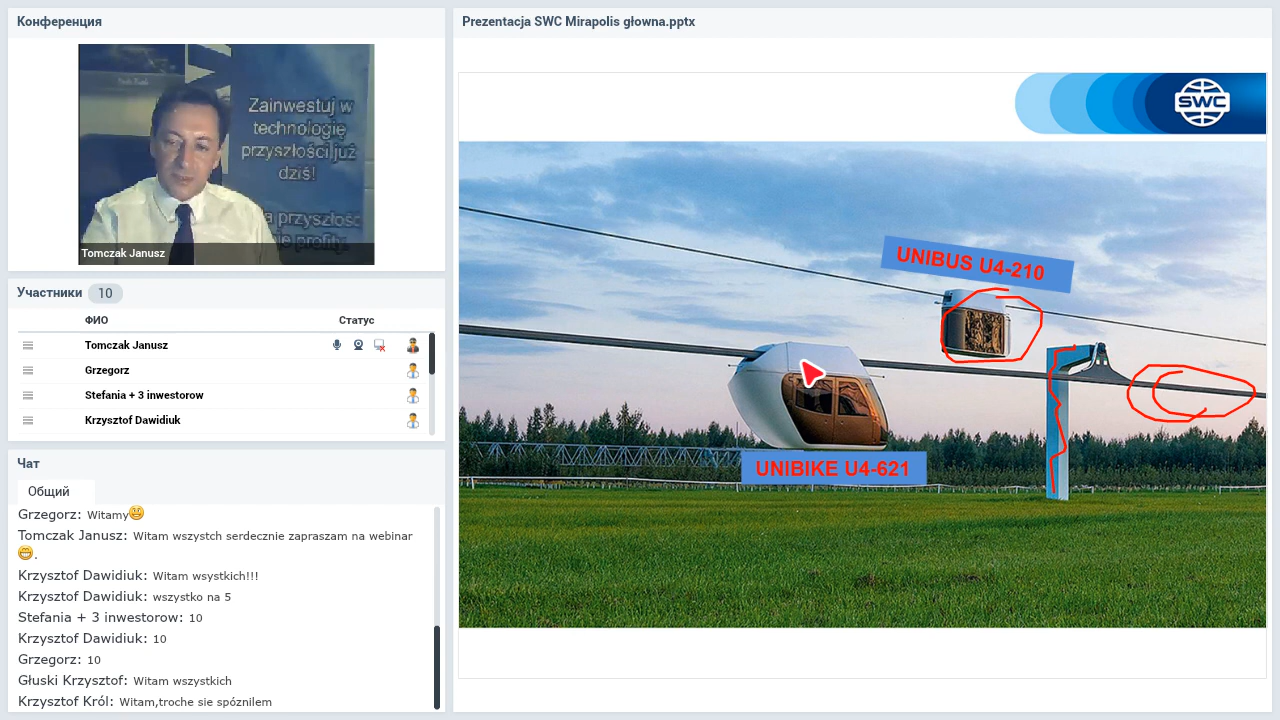 Конференция
Zainwestuj w
technologię
przyszłości już
dziś!
a przyszłość
profity
Tomczak Janusz
Участники 10
ФИО Статус
Tomczak Janusz
Grzegorz
Stefania + 3 inwestorow
Krzysztof Dawidiuk
Чат
Общий
Grzegorz: Witamy
Tomczak Janusz: Witam wszystch serdecznie zapraszam na webinar
.
Krzysztof Dawidiuk: Witam wsystkich!!!
Krzysztof Dawidiuk: wszystko na 5
Stefania + 3 inwestorow: 10
Krzysztof Dawidiuk: 10
Grzegorz: 10
Głuski Krzysztof: Witam wszystkich
Krzysztof Król: Witam,troche sie spóznilem
Prezentacja SWC Mirapolis głowna.pptx
SWC
UNIBUS U4-210
UNIBIKE U4-621